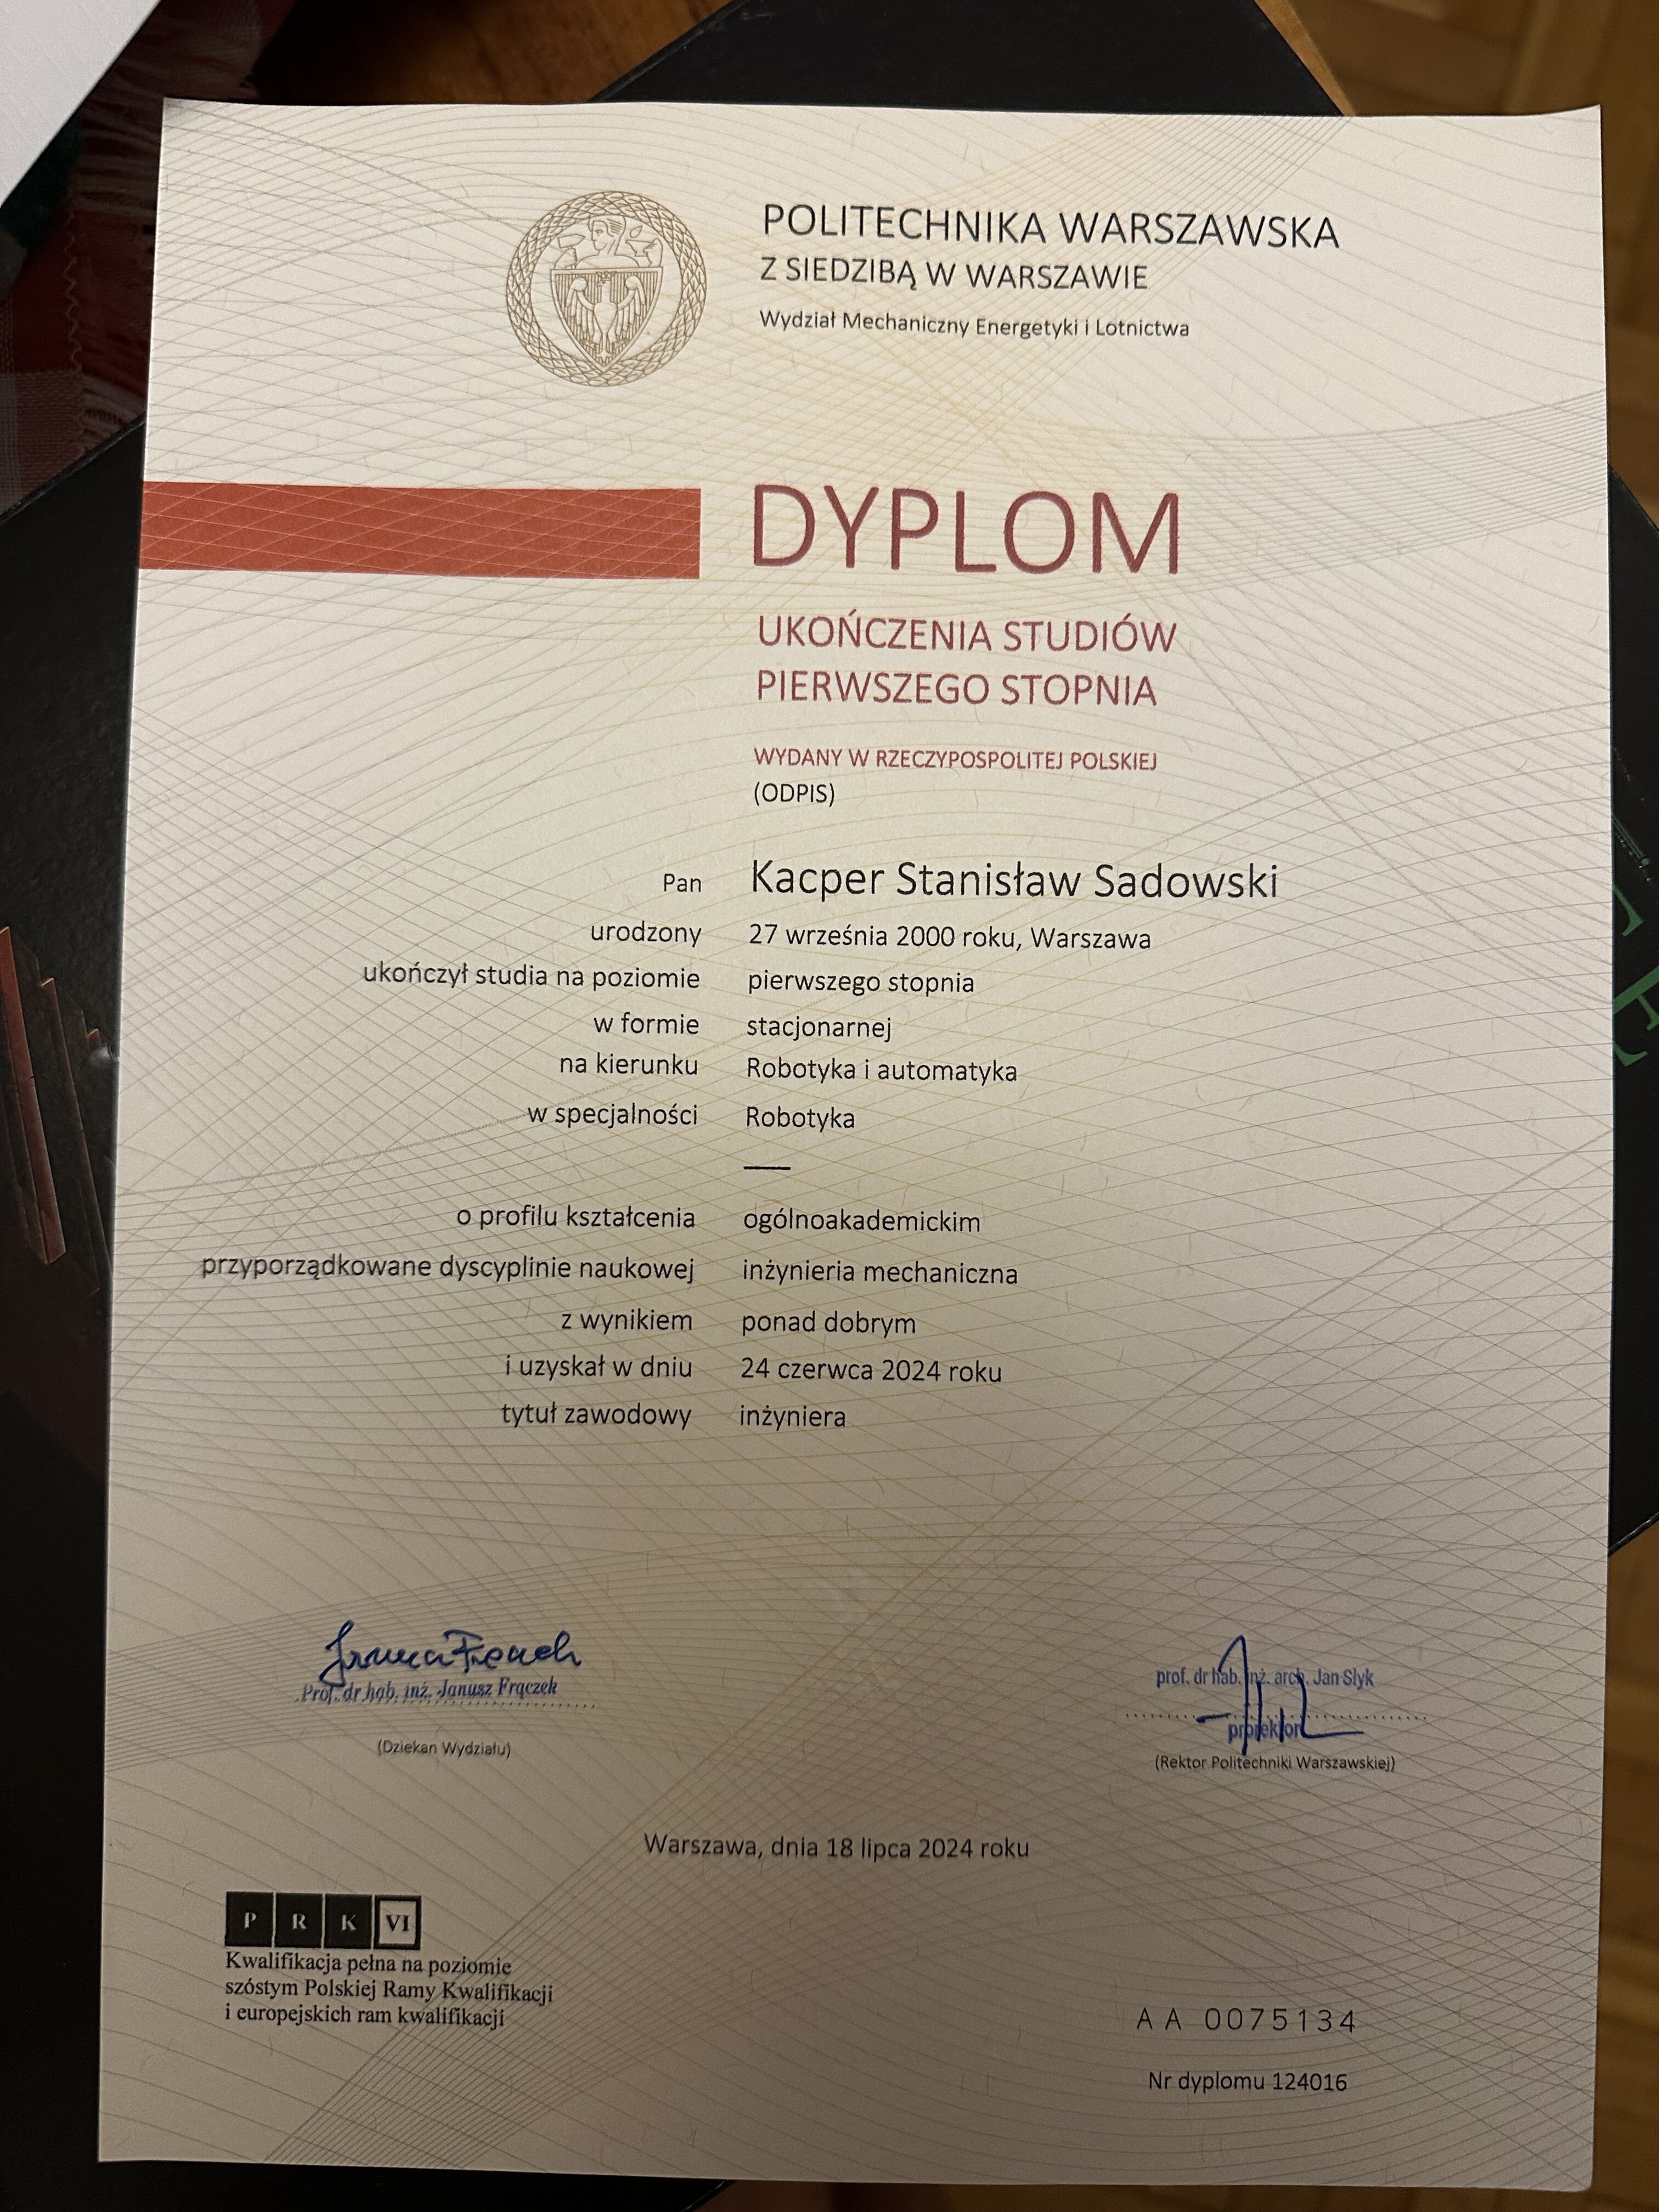 POLITECHNIKA WARSZAWSKA
Z SIEDZIBĄ W WARSZAWIE
Wydział Mechaniczny Energetyki i Lotnictwa
DYPLOM
UKOŃCZENIA STUDIÓW
PIERWSZEGO STOPNIA
WYDANY W RZECZYPOSPOLITEJ POLSKIEJ
(ODPIS)
Pan Kacper Stanisław Sadowski
urodzony 27 września 2000 roku, Warszawa
ukończył studia na poziomie pierwszego stopnia
w formie stacjonarnej
na kierunku Robotyka i automatyka
w specjalności Robotyka
—
o profilu kształcenia ogólnoakademickim
przyporządkowane dyscyplinie naukowej inżynieria mechaniczna
z wynikiem ponad dobrym
i uzyskał w dniu 24 czerwca 2024 roku
tytuł zawodowy inżyniera
Prof. dr hab. inż. Janusz Frączek
(Dziekan Wydziału)
prof. dr hab. inż. arch. Jan Słyk
prorektor
(Rektor Politechniki Warszawskiej)
Warszawa, dnia 18 lipca 2024 roku
P R K VI
Kwalifikacja pełna na poziomie
szóstym Polskiej Ramy Kwalifikacji
i europejskich ram kwalifikacji
A A 0075134
Nr dyplomu 124016